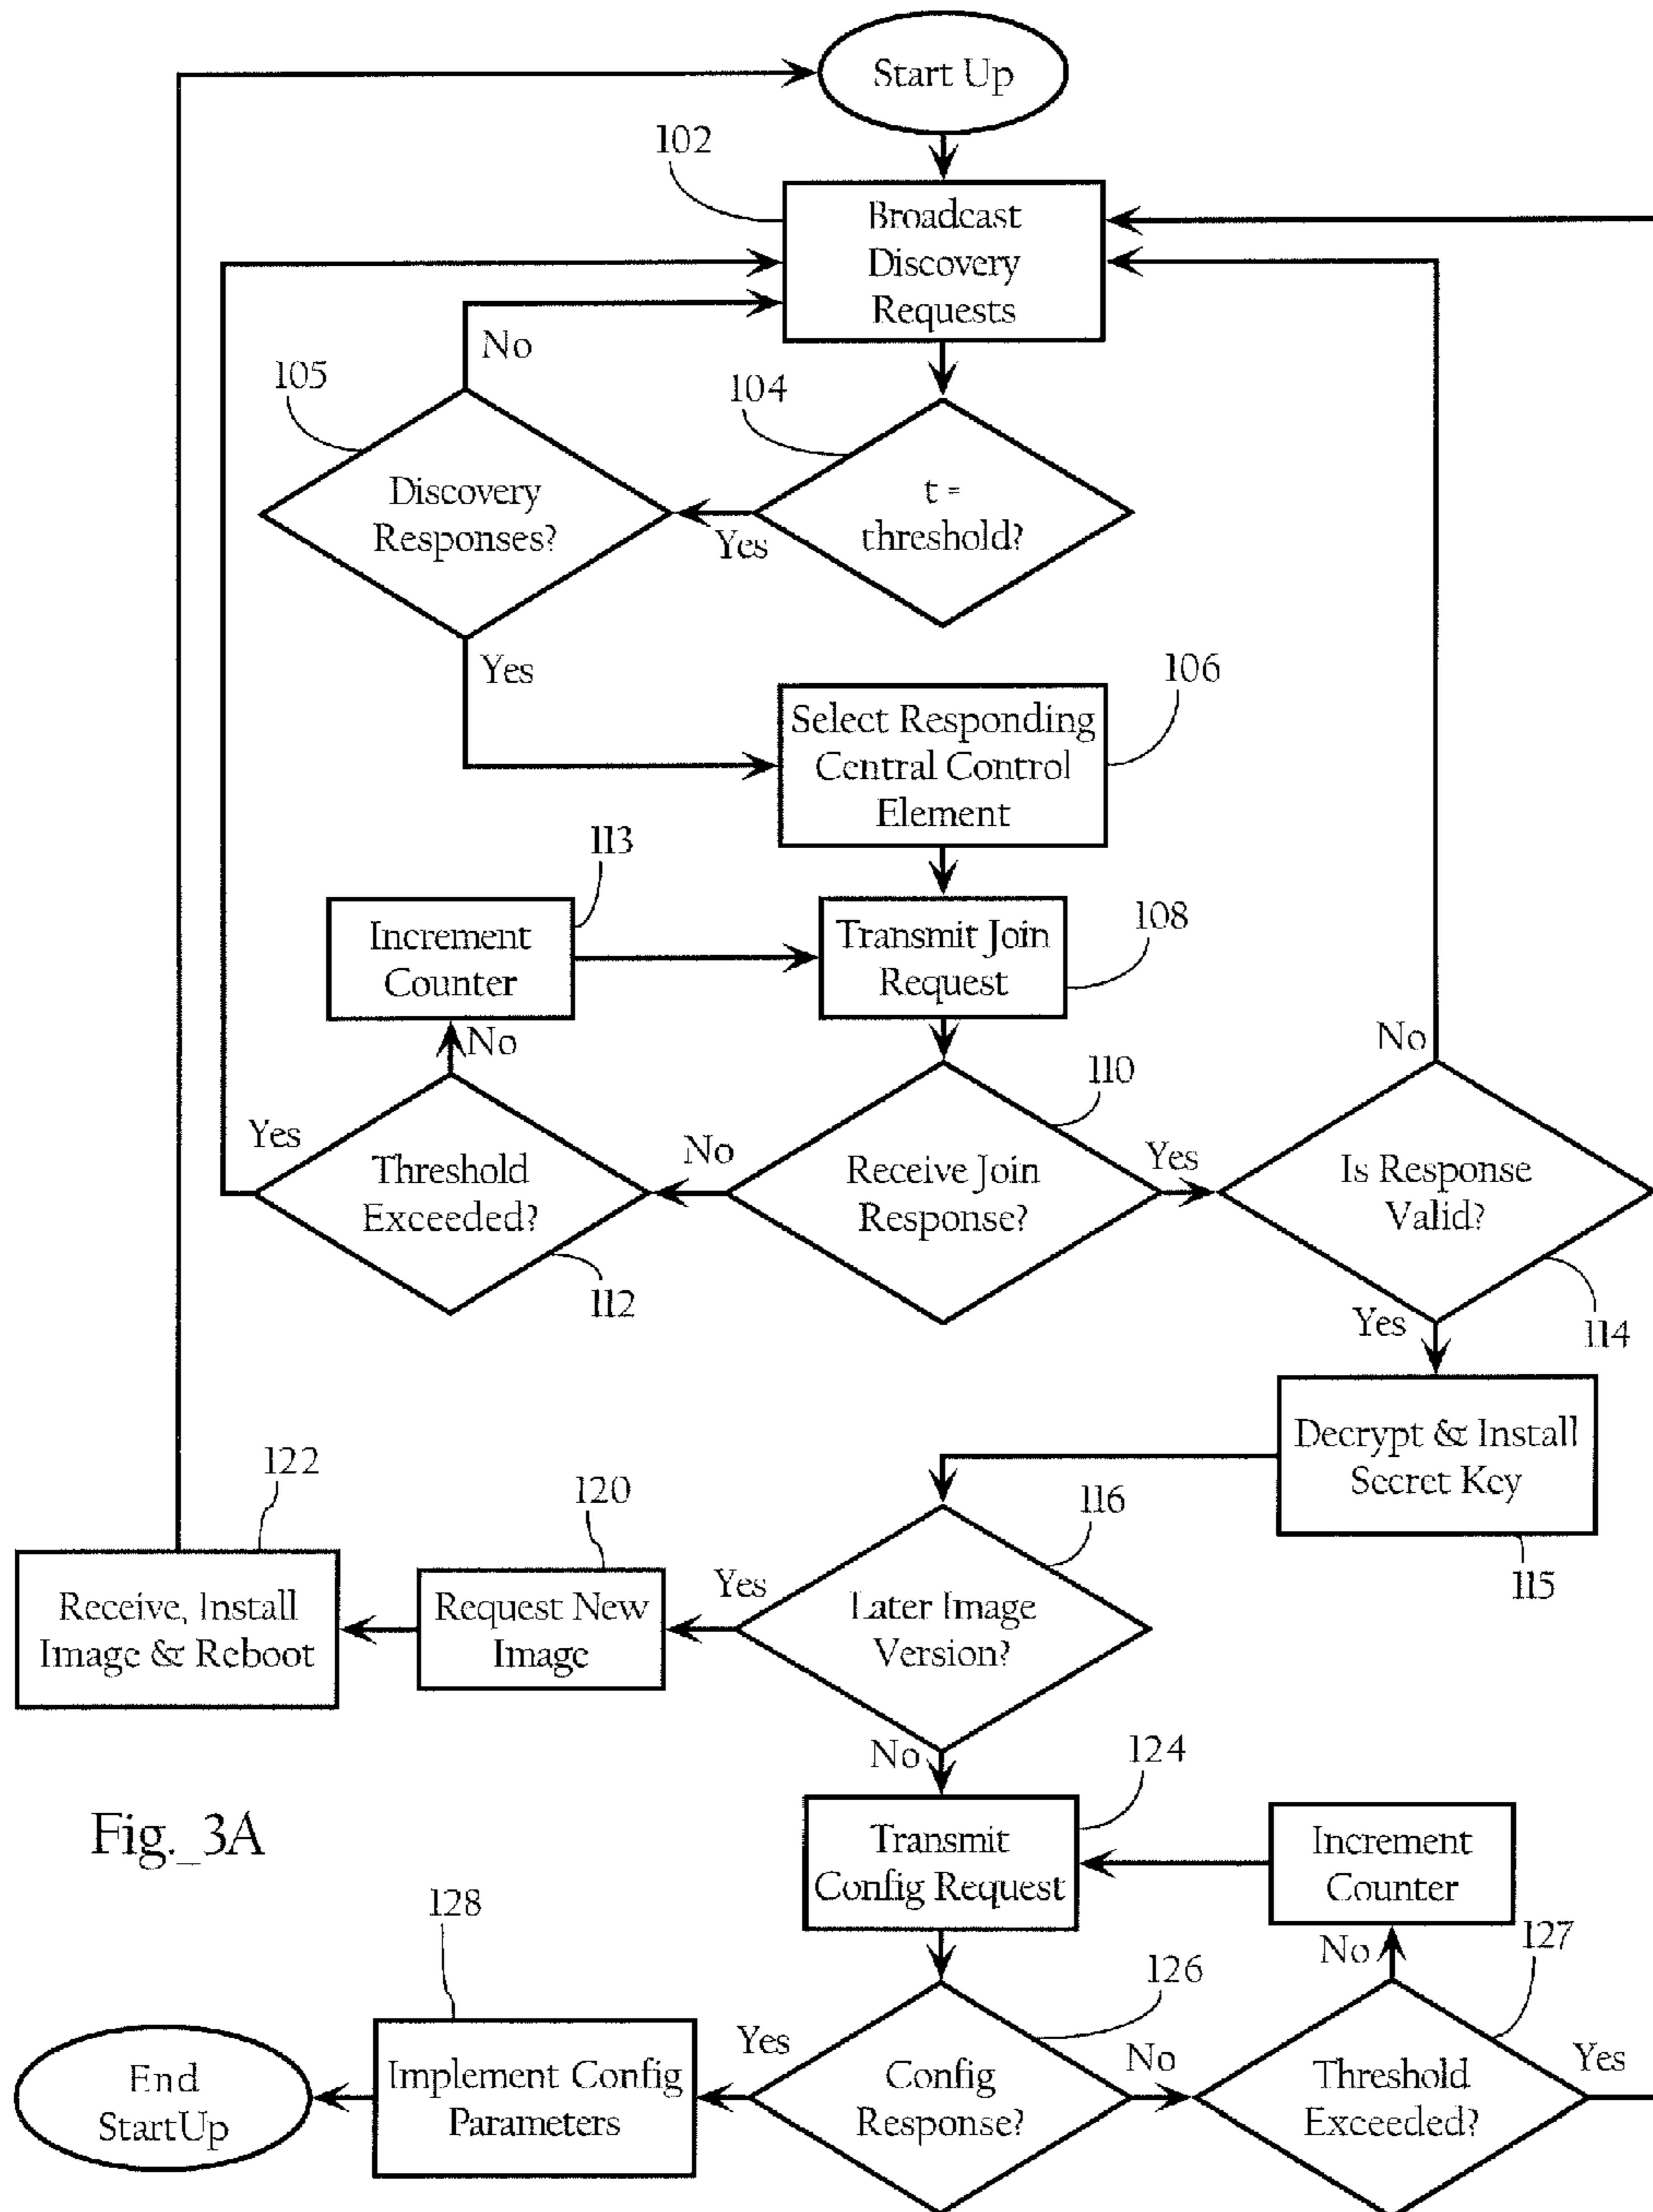 Start Up
102
Broadcast
Discovery
Requests
No
105
104
Discovery
Responses?
Yes
t =
threshold?
Yes
106
Select Responding
Central Control
Element
113
Increment
Counter
Transmit Join
Request
108
No
No
110
Yes
Threshold
Exceeded?
No
Receive Join
Response?
Yes
Is Response
Valid?
112
Yes
114
Decrypt & Install
Secret Key
122
120
116
115
Receive, Install
Image & Reboot
Request New
Image
Yes
Later Image
Version?
No
124
Fig._3A
Transmit
Config Request
Increment
Counter
128
No
127
126
End
StartUp
Implement Config
Parameters
Yes
Config
Response?
No
Threshold
Exceeded?
Yes